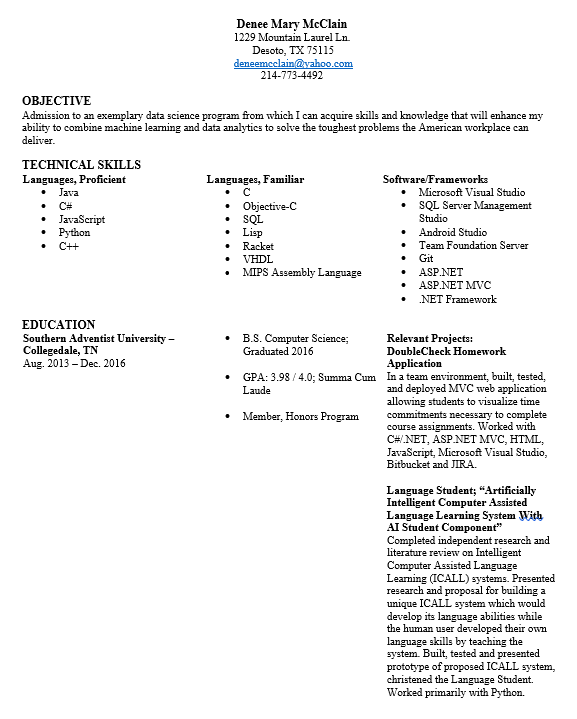 Denee Mary McClain
1229 Mountain Laurel Ln.
Desoto, TX 75115
deneemcclain@yahoo.com
214-773-4492
OBJECTIVE
Admission to an exemplary data science program from which I can acquire skills and knowledge that will enhance my
ability to combine machine learning and data analytics to solve the toughest problems the American workplace can
deliver.
TECHNICAL SKILLS
Languages, Proficient
• Java
• C#
• JavaScript
• Python
• C++
Languages, Familiar
• C
• Objective-C
• SQL
• Lisp
• Racket
• VHDL
• MIPS Assembly Language
Software/Frameworks
• Microsoft Visual Studio
• SQL Server Management
Studio
• Android Studio
• Team Foundation Server
• Git
• ASP.NET
• ASP.NET MVC
• .NET Framework
EDUCATION
Southern Adventist University –
Collegedale, TN
Aug. 2013 – Dec. 2016
• B.S. Computer Science;
Graduated 2016
• GPA: 3.98 / 4.0; Summa Cum
Laude
• Member, Honors Program
Relevant Projects:
DoubleCheck Homework
Application
In a team environment, built, tested,
and deployed MVC web application
allowing students to visualize time
commitments necessary to complete
course assignments. Worked with
C#/.NET, ASP.NET MVC, HTML,
JavaScript, Microsoft Visual Studio,
Bitbucket and JIRA.
Language Student; “Artificially
Intelligent Computer Assisted
Language Learning System With
AI Student Component”
Completed independent research and
literature review on Intelligent
Computer Assisted Language
Learning (ICALL) systems. Presented
research and proposal for building a
unique ICALL system which would
develop its language abilities while
the human user developed their own
language skills by teaching the
system. Built, tested and presented
prototype of proposed ICALL system,
christened the Language Student.
Worked primarily with Python.